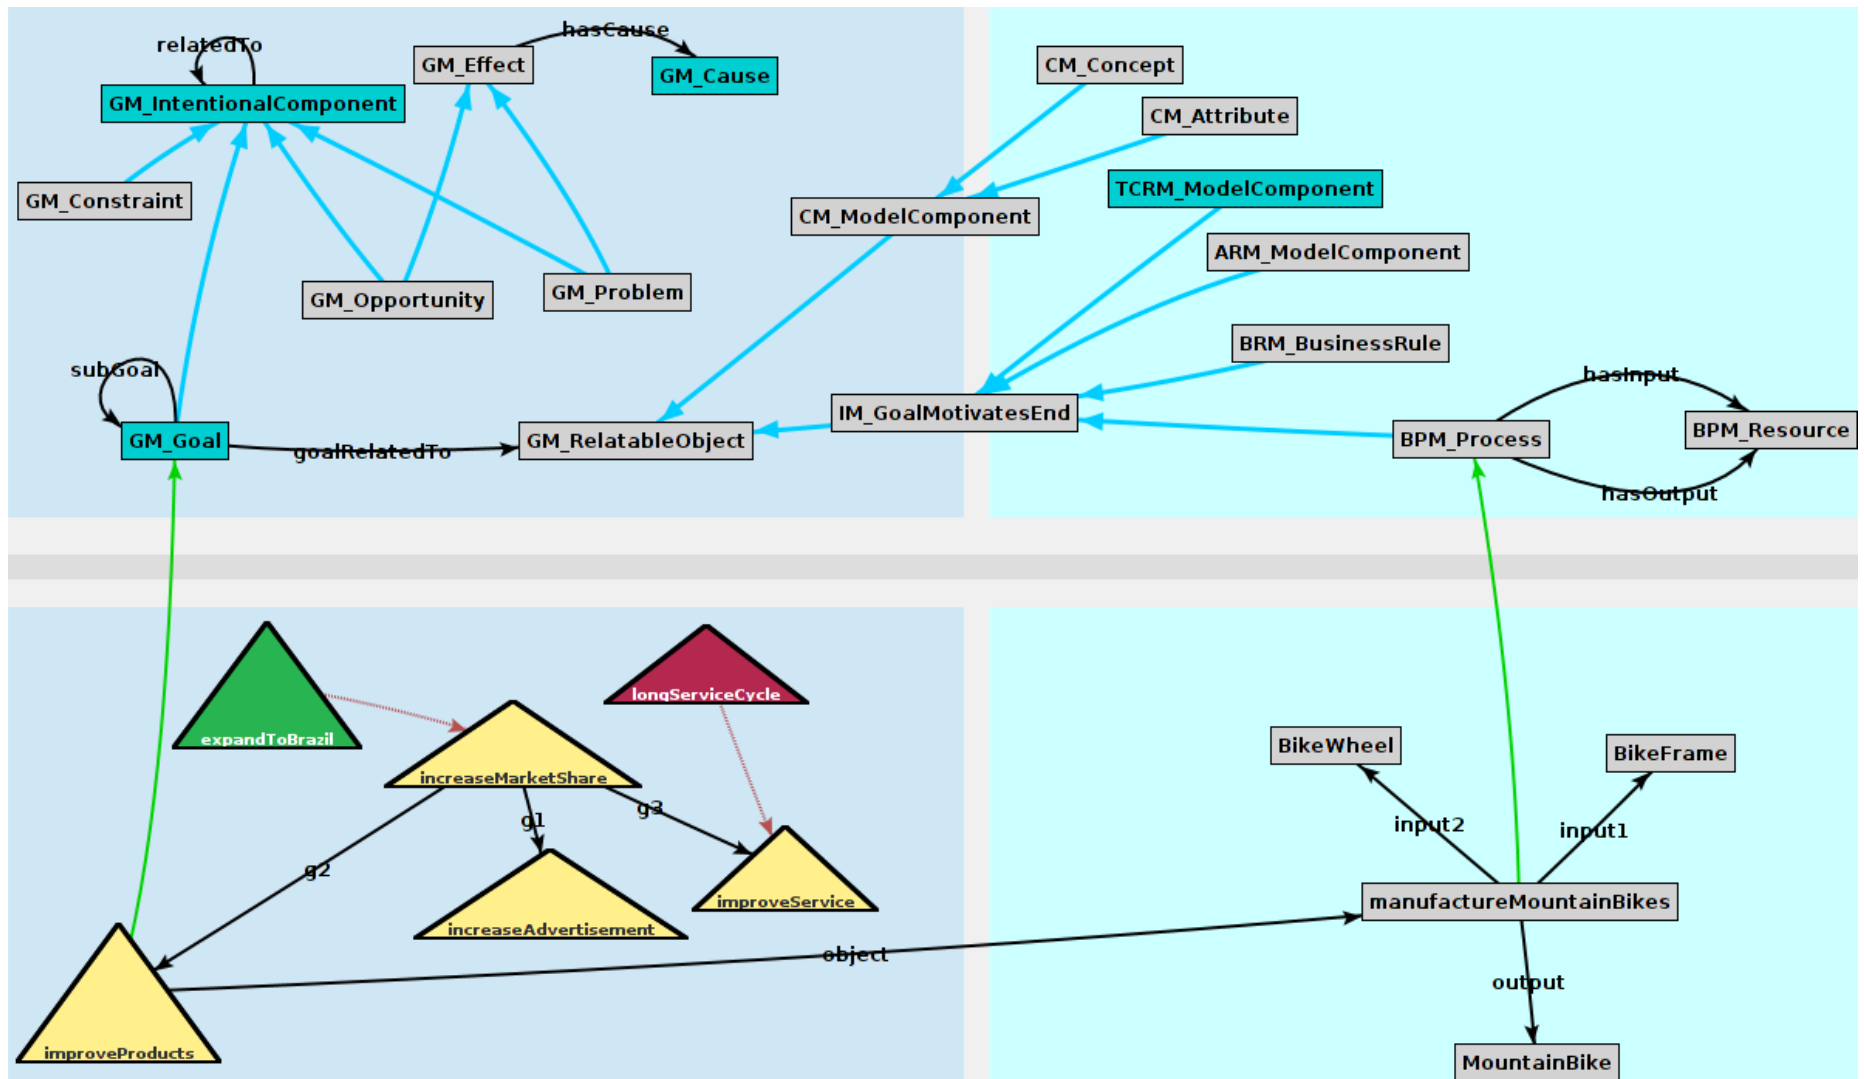 relatedTo
hasCause
GM_Effect
GM_Cause
CM_Concept
GM_IntentionalComponent
CM_Attribute
TCRM_ModelComponent
GM_Constraint
CM_ModelComponent
ARM_ModelComponent
GM_Opportunity
GM_Problem
BRM_BusinessRule
subGoal
hasInput
IM_GoalMotivatesEnd
GM_Goal
goalRelatedTo
GM_RelatableObject
BPM_Process
BPM_Resource
hasOutput
longServiceCycle
expandToBrazil
increaseMarketShare
BikeWheel
BikeFrame
g3
g1
input2
input1
g2
improveService
manufactureMountainBikes
increaseAdvertisement
object
output
improveProducts
MountainBike